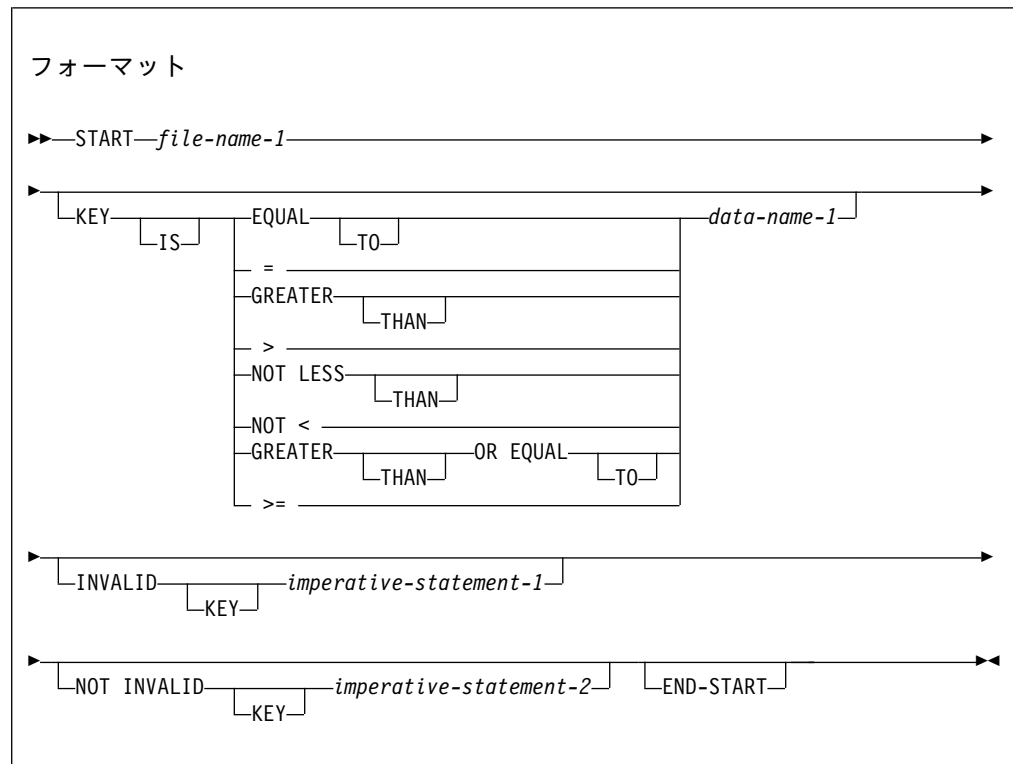 フォーマット
START file-name-1
KEY IS EQUAL TO data-name-1
=
GREATER THAN
>
NOT LESS THAN
NOT <
GREATER THAN OR EQUAL TO
>=
INVALID KEY imperative-statement-1
NOT INVALID KEY imperative-statement-2 END-START